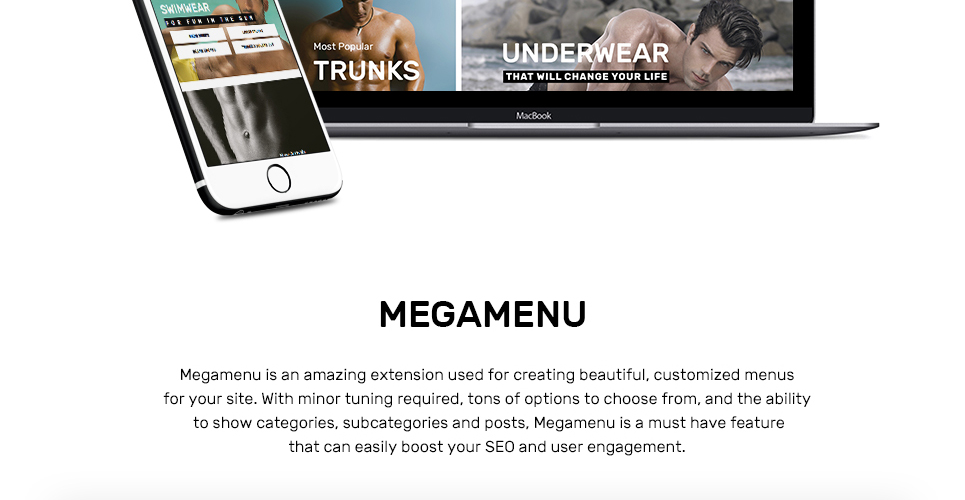 SWIMWEAR
FOR FUN IN THE SUN
Most Popular
TRUNKS
UNDERWEAR
THAT WILL CHANGE YOUR LIFE
MacBook
MEGAMENU
Megamenu is an amazing extension used for creating beautiful, customized menus
for your site. With minor tuning required, tons of options to choose from, and the ability
to show categories, subcategories and posts, Megamenu is a must have feature
that can easily boost your SEO and user engagement.